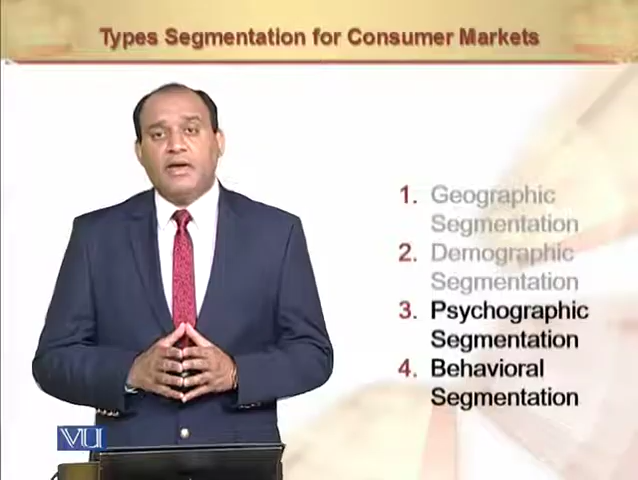 Types Segmentation for Consumer Markets
1. Geographic
Segmentation
2. Demographic
Segmentation
3. Psychographic
Segmentation
4. Behavioral
Segmentation
VU